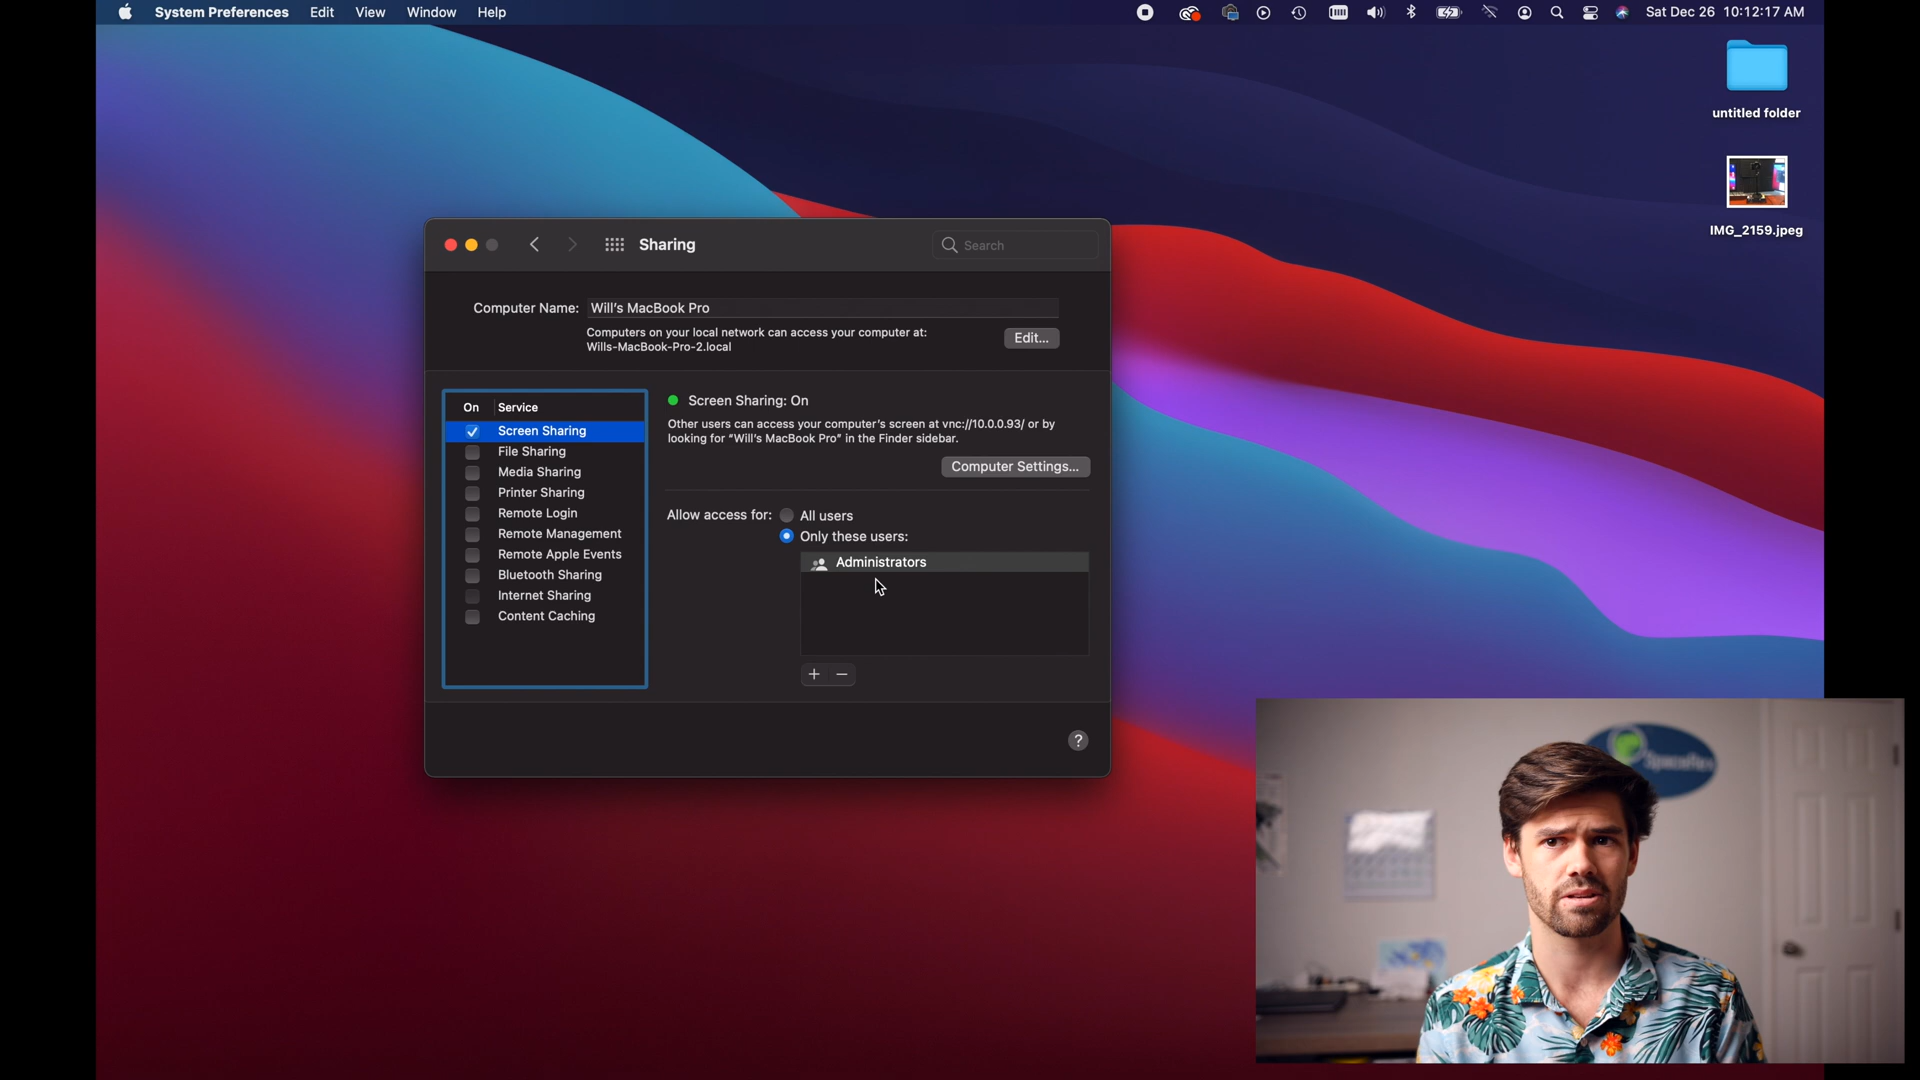 System Preferences Edit View Window Help
Sat Dec 26 10:12:17 AM
untitled folder
IMG_2159.jpeg
Sharing
Search
Computer Name: Will's MacBook Pro
Computers on your local network can access your computer at:
Wills-MacBook-Pro-2.local
Edit...
On Service
Screen Sharing
File Sharing
Media Sharing
Printer Sharing
Remote Login
Remote Management
Remote Apple Events
Bluetooth Sharing
Internet Sharing
Content Caching
Screen Sharing: On
Other users can access your computer's screen at vnc://10.0.0.93/ or by
looking for "Will's MacBook Pro" in the Finder sidebar.
Computer Settings...
Allow access for: All users
Only these users:
Administrators
+ −
?